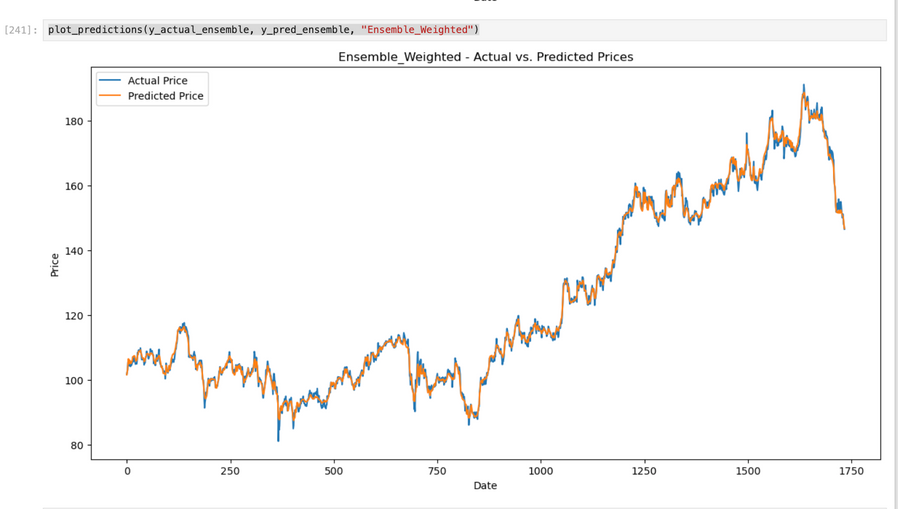 Date
[241]: plot_predictions(y_actual_ensemble, y_pred_ensemble, "Ensemble_Weighted")
Ensemble_Weighted - Actual vs. Predicted Prices
Actual Price
Predicted Price
180
160
140
120
100
80
Price
0 250 500 750 1000 1250 1500 1750
Date